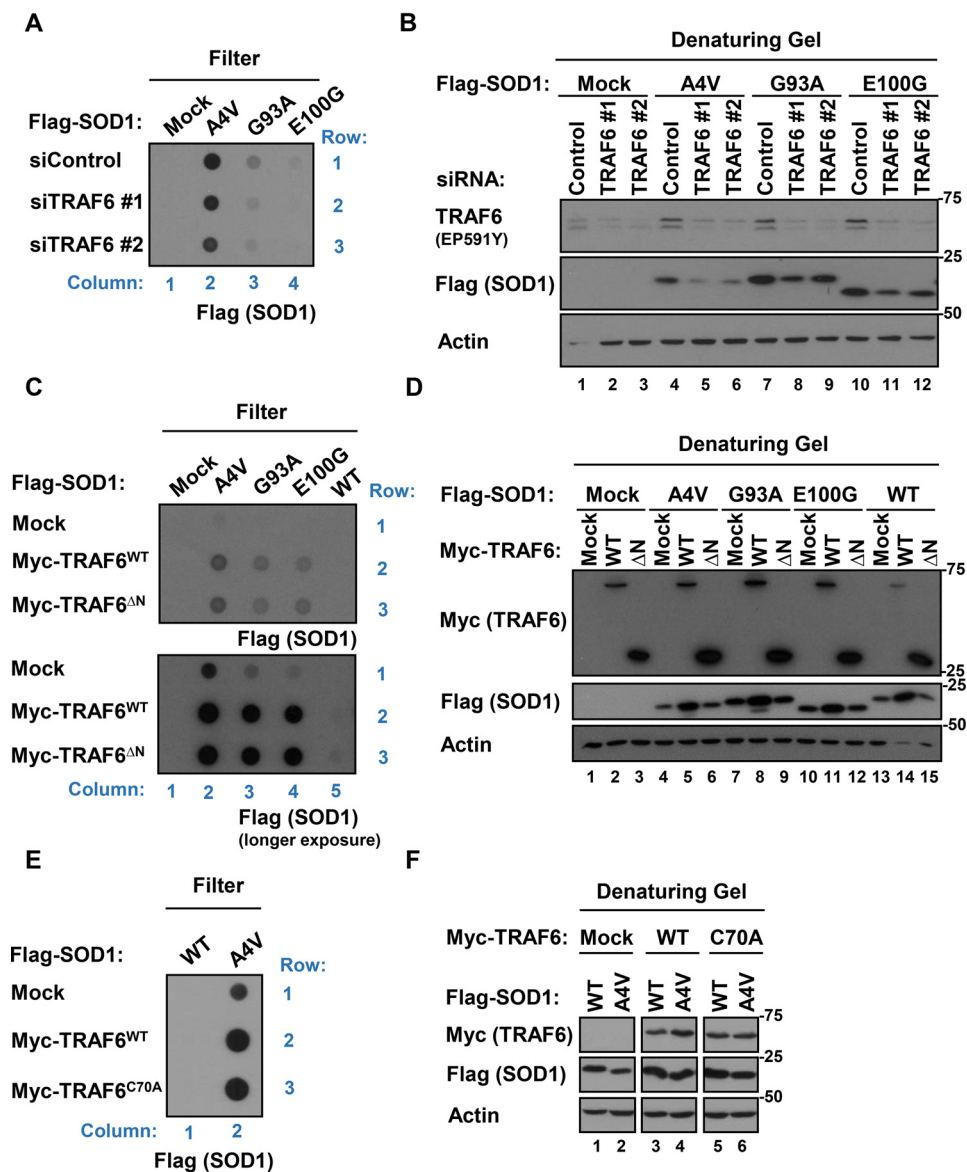 A
Filter
Flag-SOD1: Mock A4V G93A E100G
Row:
siControl 1
siTRAF6 #1 2
siTRAF6 #2 3
Column: 1 2 3 4
Flag (SOD1)
B
Denaturing Gel
Flag-SOD1: Mock A4V G93A E100G
siRNA: Control TRAF6 #1 TRAF6 #2 Control TRAF6 #1 TRAF6 #2 Control TRAF6 #1 TRAF6 #2 Control TRAF6 #1 TRAF6 #2
-75
TRAF6
(EP591Y)
-25
Flag (SOD1)
-50
Actin
1 2 3 4 5 6 7 8 9 10 11 12
C
Filter
Flag-SOD1: Mock A4V G93A E100G WT
Row:
Mock 1
Myc-TRAF6WT 2
Myc-TRAF6ΔN 3
Flag (SOD1)
Mock 1
Myc-TRAF6WT 2
Myc-TRAF6ΔN 3
Column: 1 2 3 4 5
Flag (SOD1)
(longer exposure)
D
Denaturing Gel
Flag-SOD1: Mock A4V G93A E100G WT
Myc-TRAF6: Mock WT ΔN Mock WT ΔN Mock WT ΔN Mock WT ΔN Mock WT ΔN
-75
Myc (TRAF6)
-25
-25
Flag (SOD1)
-50
Actin
1 2 3 4 5 6 7 8 9 10 11 12 13 14 15
E
Filter
Flag-SOD1: WT A4V
Row:
Mock 1
Myc-TRAF6WT 2
Myc-TRAF6C70A 3
Column: 1 2
Flag (SOD1)
F
Denaturing Gel
Myc-TRAF6: Mock WT C70A
Flag-SOD1: WT A4V WT A4V WT A4V
-75
Myc (TRAF6)
-25
Flag (SOD1)
-50
Actin
1 2 3 4 5 6